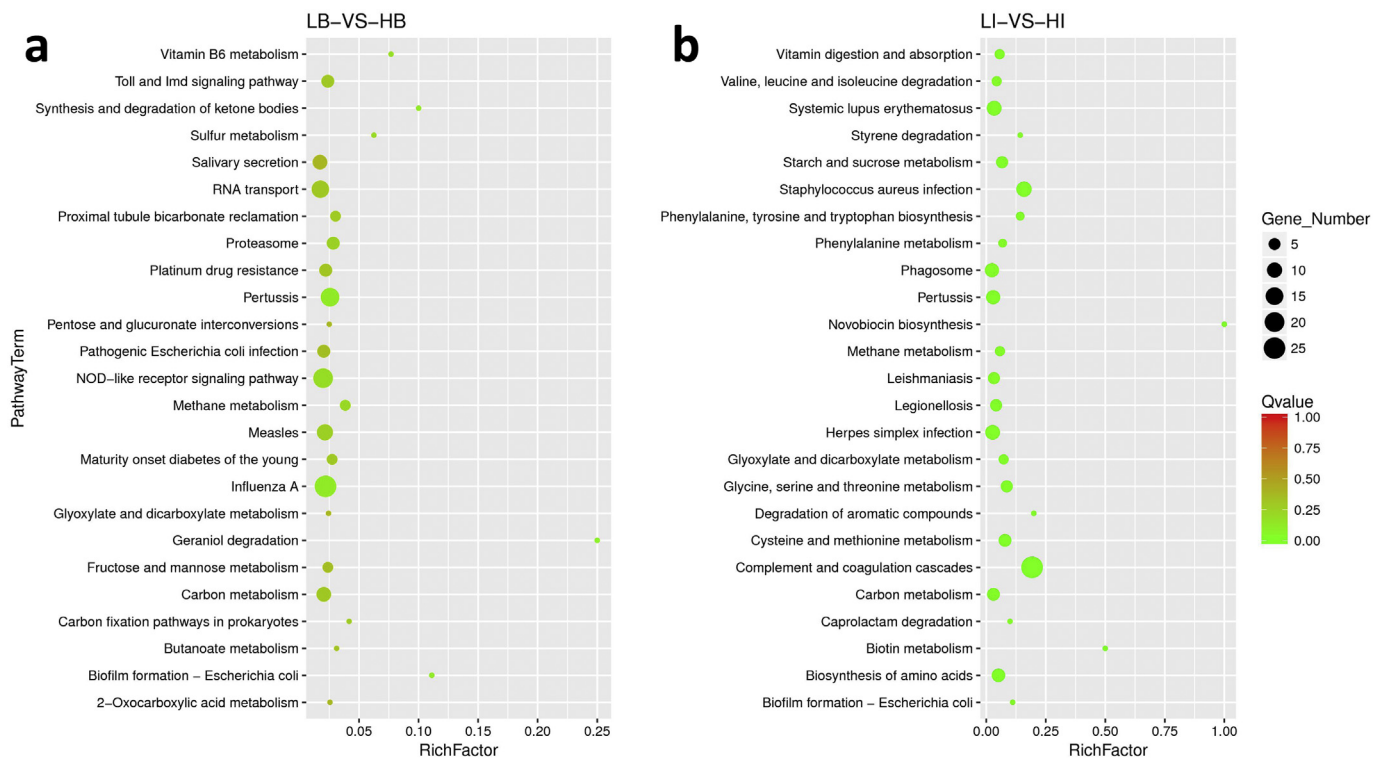 a
LB-VS-HB
PathwayTerm
Vitamin B6 metabolism
Toll and Imd signaling pathway
Synthesis and degradation of ketone bodies
Sulfur metabolism
Salivary secretion
RNA transport
Proximal tubule bicarbonate reclamation
Proteasome
Platinum drug resistance
Pertussis
Pentose and glucuronate interconversions
Pathogenic Escherichia coli infection
NOD-like receptor signaling pathway
Methane metabolism
Measles
Maturity onset diabetes of the young
Influenza A
Glyoxylate and dicarboxylate metabolism
Geraniol degradation
Fructose and mannose metabolism
Carbon metabolism
Carbon fixation pathways in prokaryotes
Butanoate metabolism
Biofilm formation - Escherichia coli
2-Oxocarboxylic acid metabolism
0.05 0.10 0.15 0.20 0.25
RichFactor
b
LI-VS-HI
Vitamin digestion and absorption
Valine, leucine and isoleucine degradation
Systemic lupus erythematosus
Styrene degradation
Starch and sucrose metabolism
Staphylococcus aureus infection
Phenylalanine, tyrosine and tryptophan biosynthesis
Phenylalanine metabolism
Phagosome
Pertussis
Novobiocin biosynthesis
Methane metabolism
Leishmaniasis
Legionellosis
Herpes simplex infection
Glyoxylate and dicarboxylate metabolism
Glycine, serine and threonine metabolism
Degradation of aromatic compounds
Cysteine and methionine metabolism
Complement and coagulation cascades
Carbon metabolism
Caprolactam degradation
Biotin metabolism
Biosynthesis of amino acids
Biofilm formation - Escherichia coli
0.00 0.25 0.50 0.75 1.00
RichFactor
Gene_Number
5
10
15
20
25
Qvalue
1.00
0.75
0.50
0.25
0.00